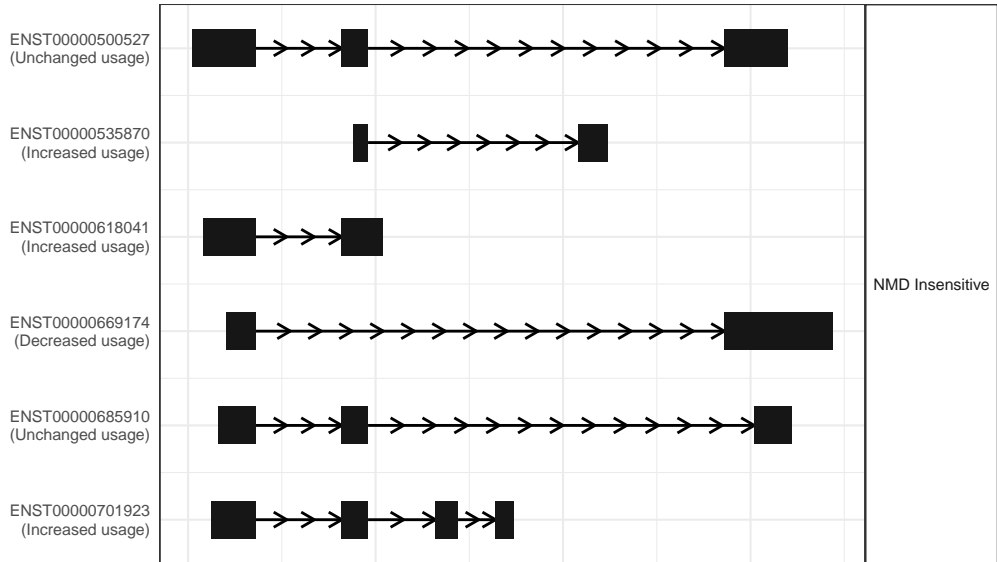 ENST00000500527
(Unchanged usage)
ENST00000535870
(Increased usage)
ENST00000618041
(Increased usage)
NMD Insensitive
ENST00000669174
(Decreased usage)
ENST00000685910
(Unchanged usage)
ENST00000701923
(Increased usage)